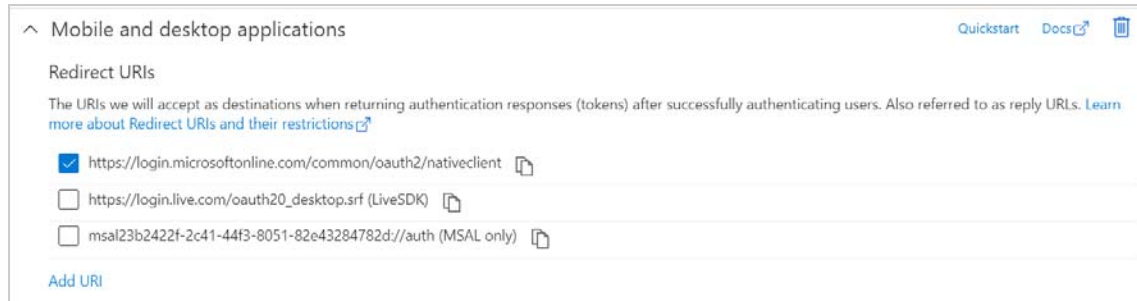 Mobile and desktop applications
Quickstart Docs
Redirect URIs
The URIs we will accept as destinations when returning authentication responses (tokens) after successfully authenticating users. Also referred to as reply URLs. Learn
more about Redirect URIs and their restrictions
https://login.microsoftonline.com/common/oauth2/nativeclient
https://login.live.com/oauth20_desktop.srf (LiveSDK)
msal23b2422f-2c41-44f3-8051-82e43284782d://auth (MSAL only)
Add URI